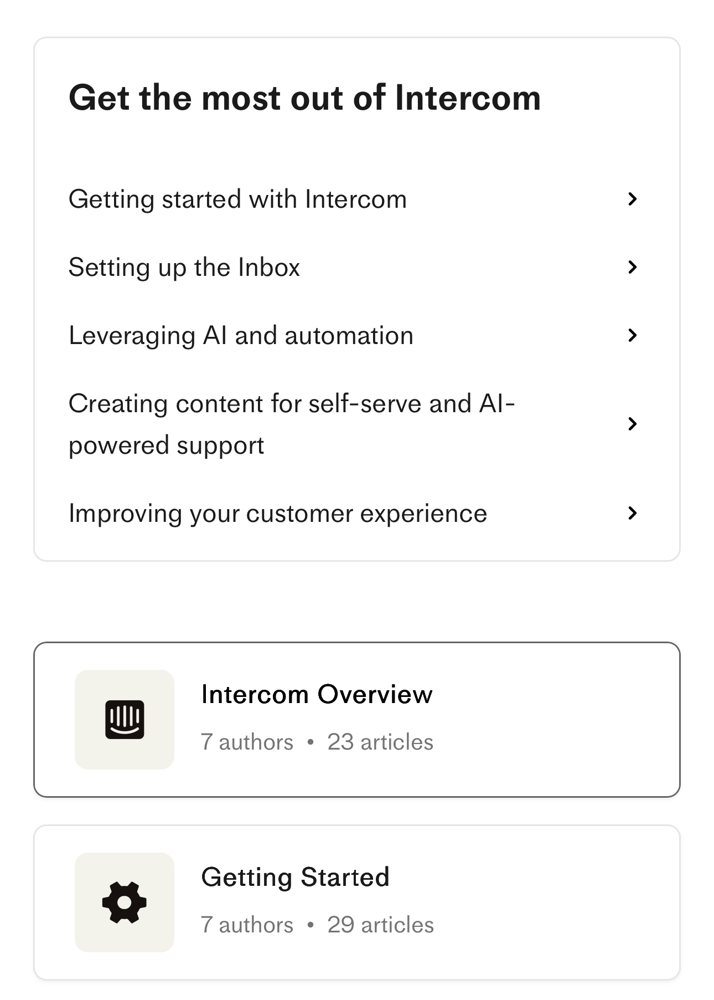 Get the most out of Intercom
Getting started with Intercom
Setting up the Inbox
Leveraging AI and automation
Creating content for self-serve and AI-
powered support
Improving your customer experience
Intercom Overview
7 authors • 23 articles
Getting Started
7 authors • 29 articles